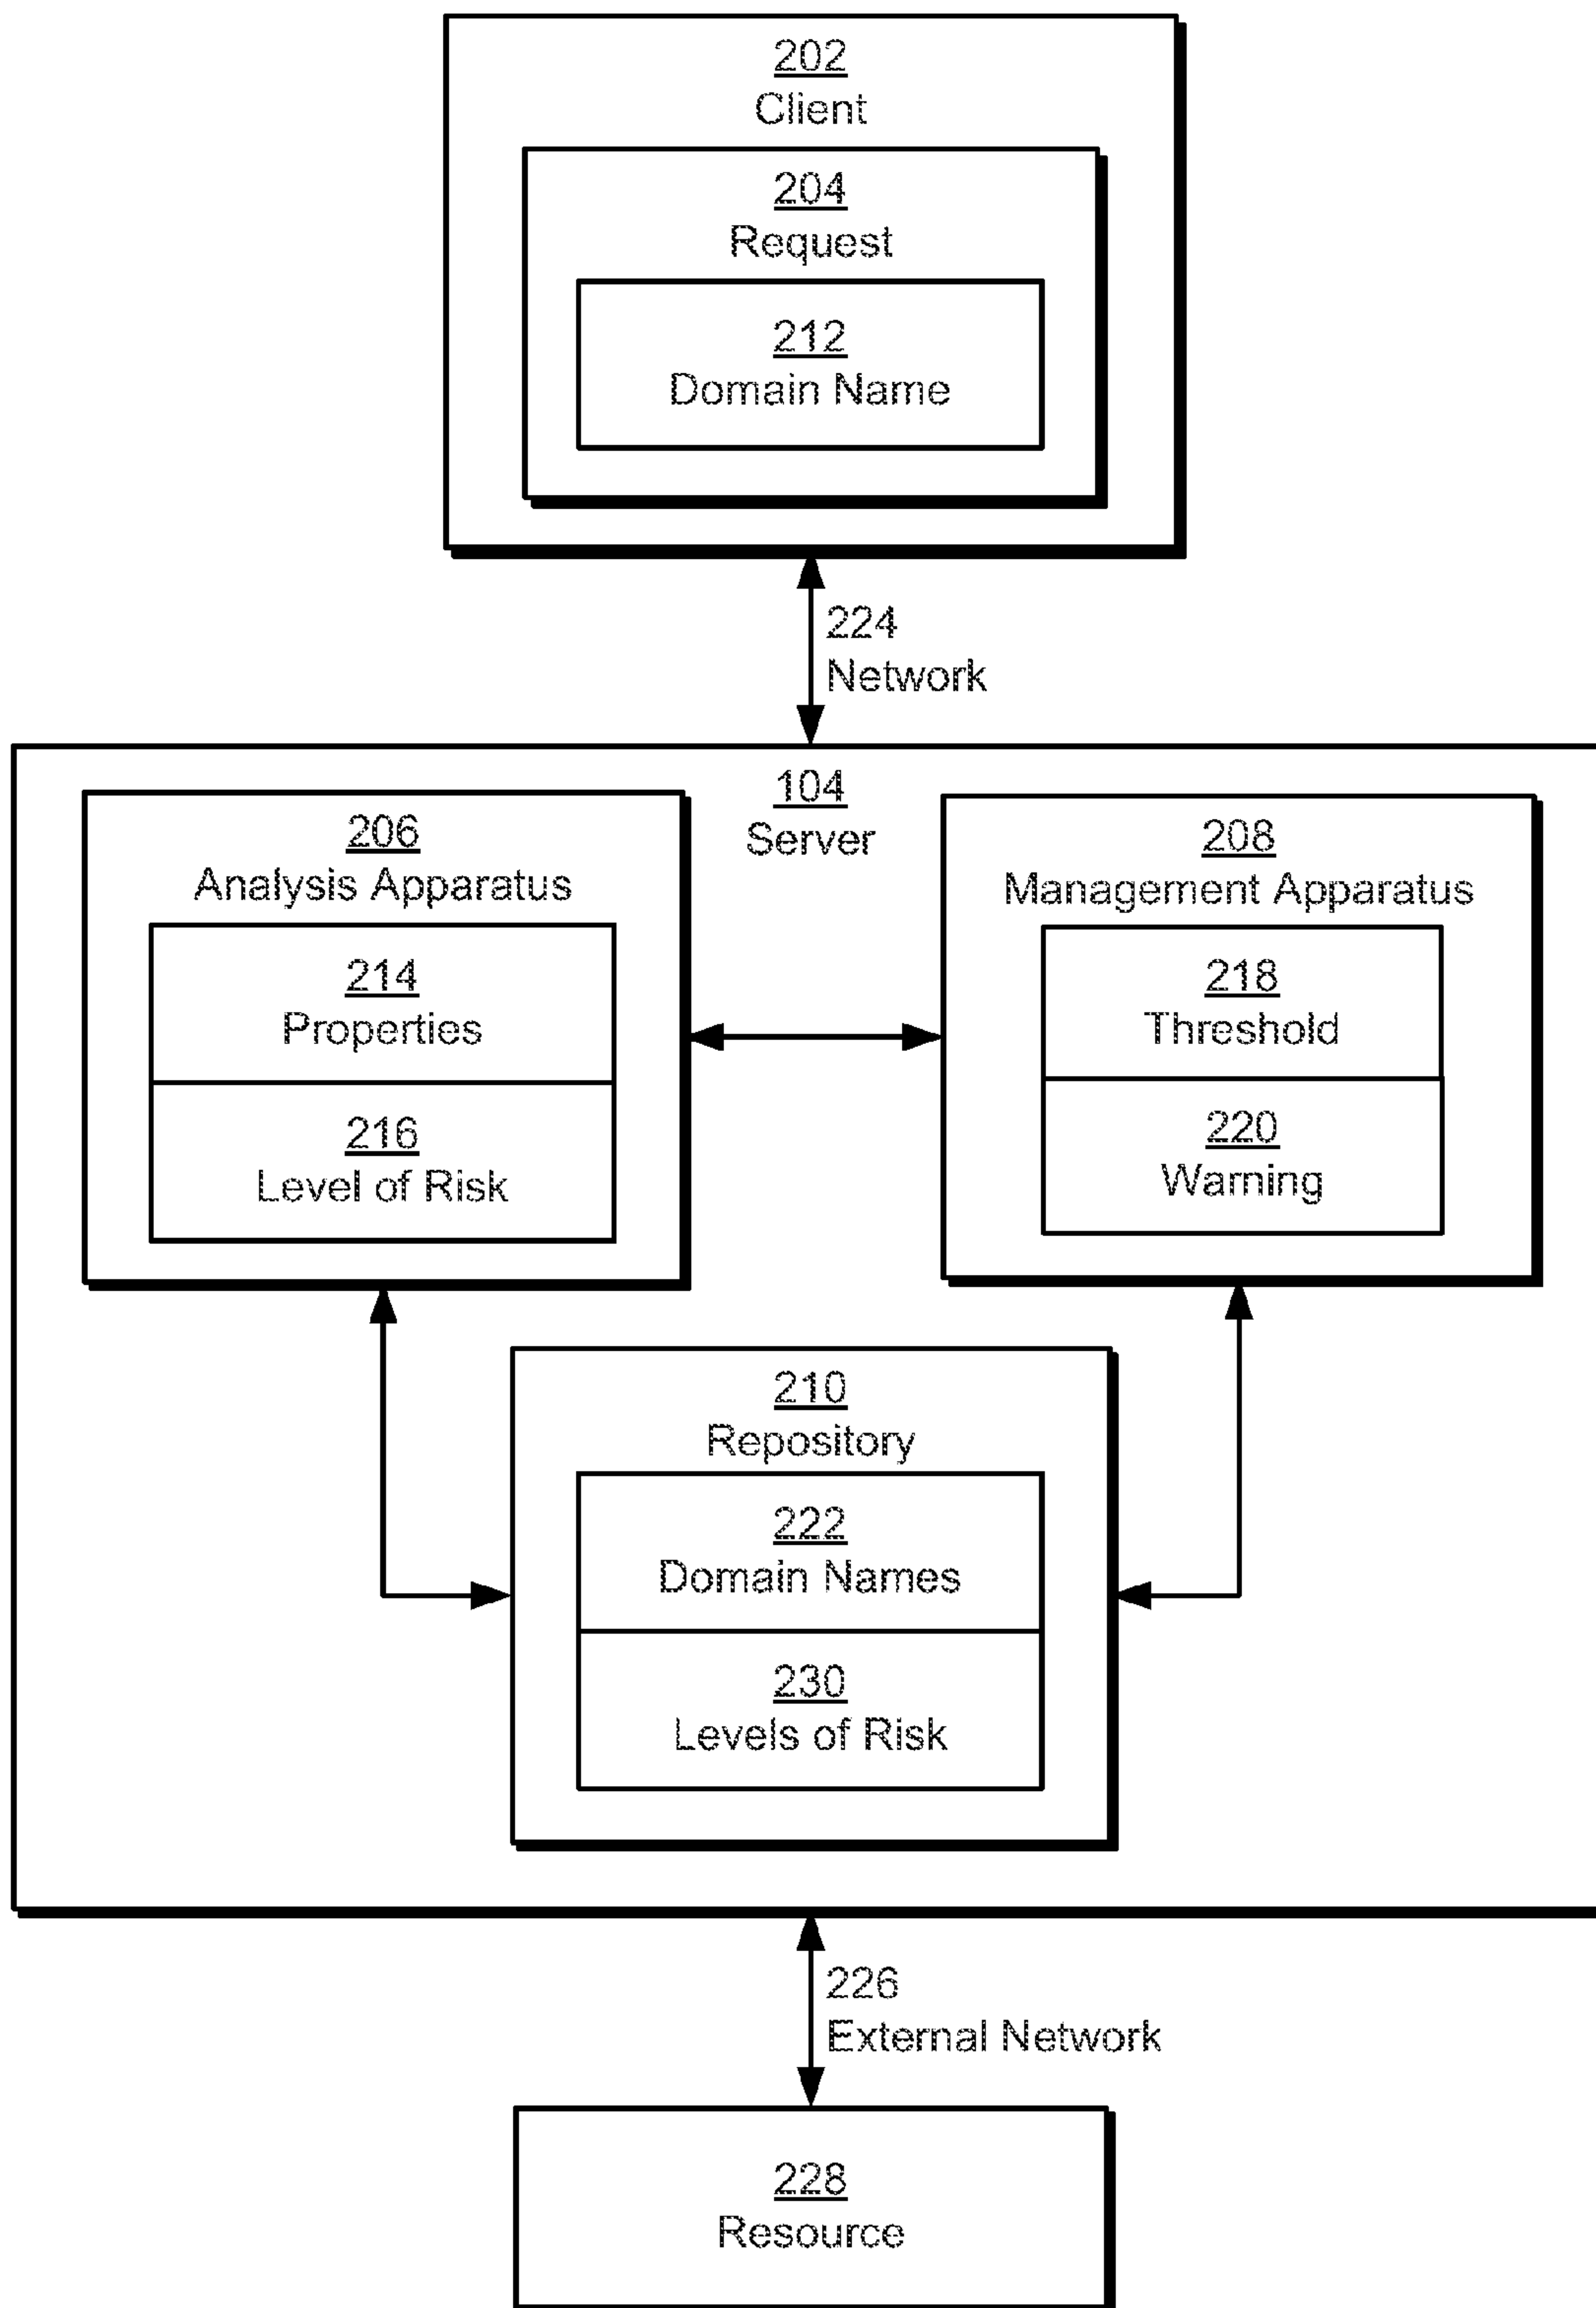 202
Client
204
Request
212
Domain Name
224
Network
104
Server
206
Analysis Apparatus
214
Properties
216
Level of Risk
208
Management Apparatus
218
Threshold
220
Warning
210
Repository
222
Domain Names
230
Levels of Risk
226
External Network
228
Resource